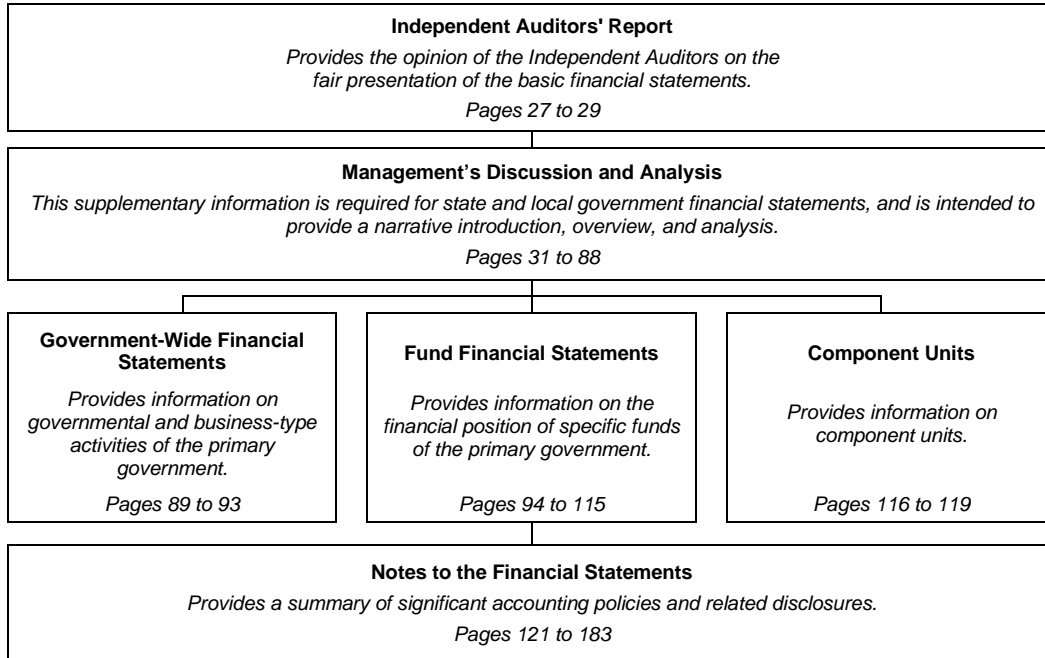 Independent Auditors' Report
Provides the opinion of the Independent Auditors on the
fair presentation of the basic financial statements.
Pages 27 to 29
Management’s Discussion and Analysis
This supplementary information is required for state and local government financial statements, and is intended to
provide a narrative introduction, overview, and analysis.
Pages 31 to 88
Government-Wide Financial
Statements
Provides information on
governmental and business-type
activities of the primary
government.
Pages 89 to 93
Fund Financial Statements
Provides information on the
financial position of specific funds
of the primary government.
Pages 94 to 115
Component Units
Provides information on
component units.
Pages 116 to 119
Notes to the Financial Statements
Provides a summary of significant accounting policies and related disclosures.
Pages 121 to 183